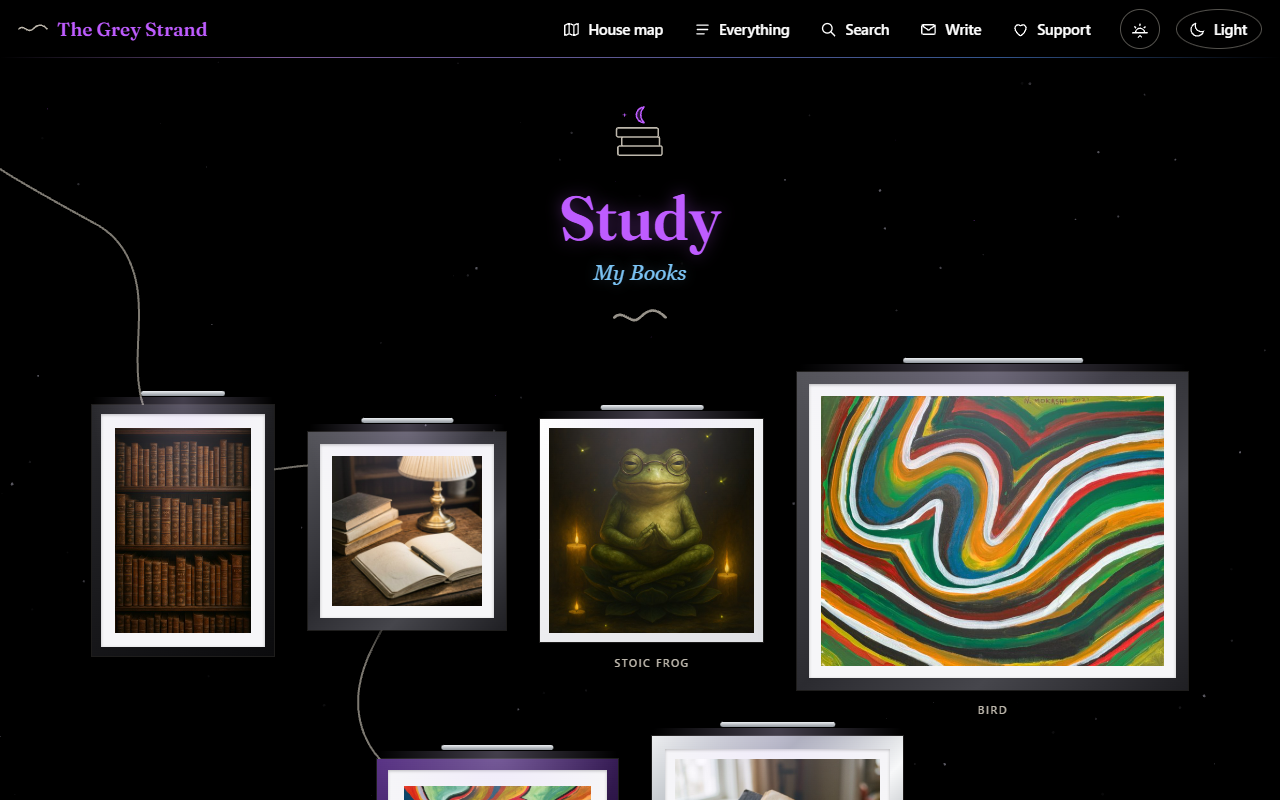 The Grey Strand
House map
Everything
Search
Write
Support
Light
Study
My Books
STOIC FROG
BIRD